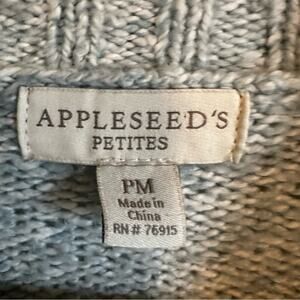 APPLESEED'S
PETITES
PM
Made in
China
RN# 76915